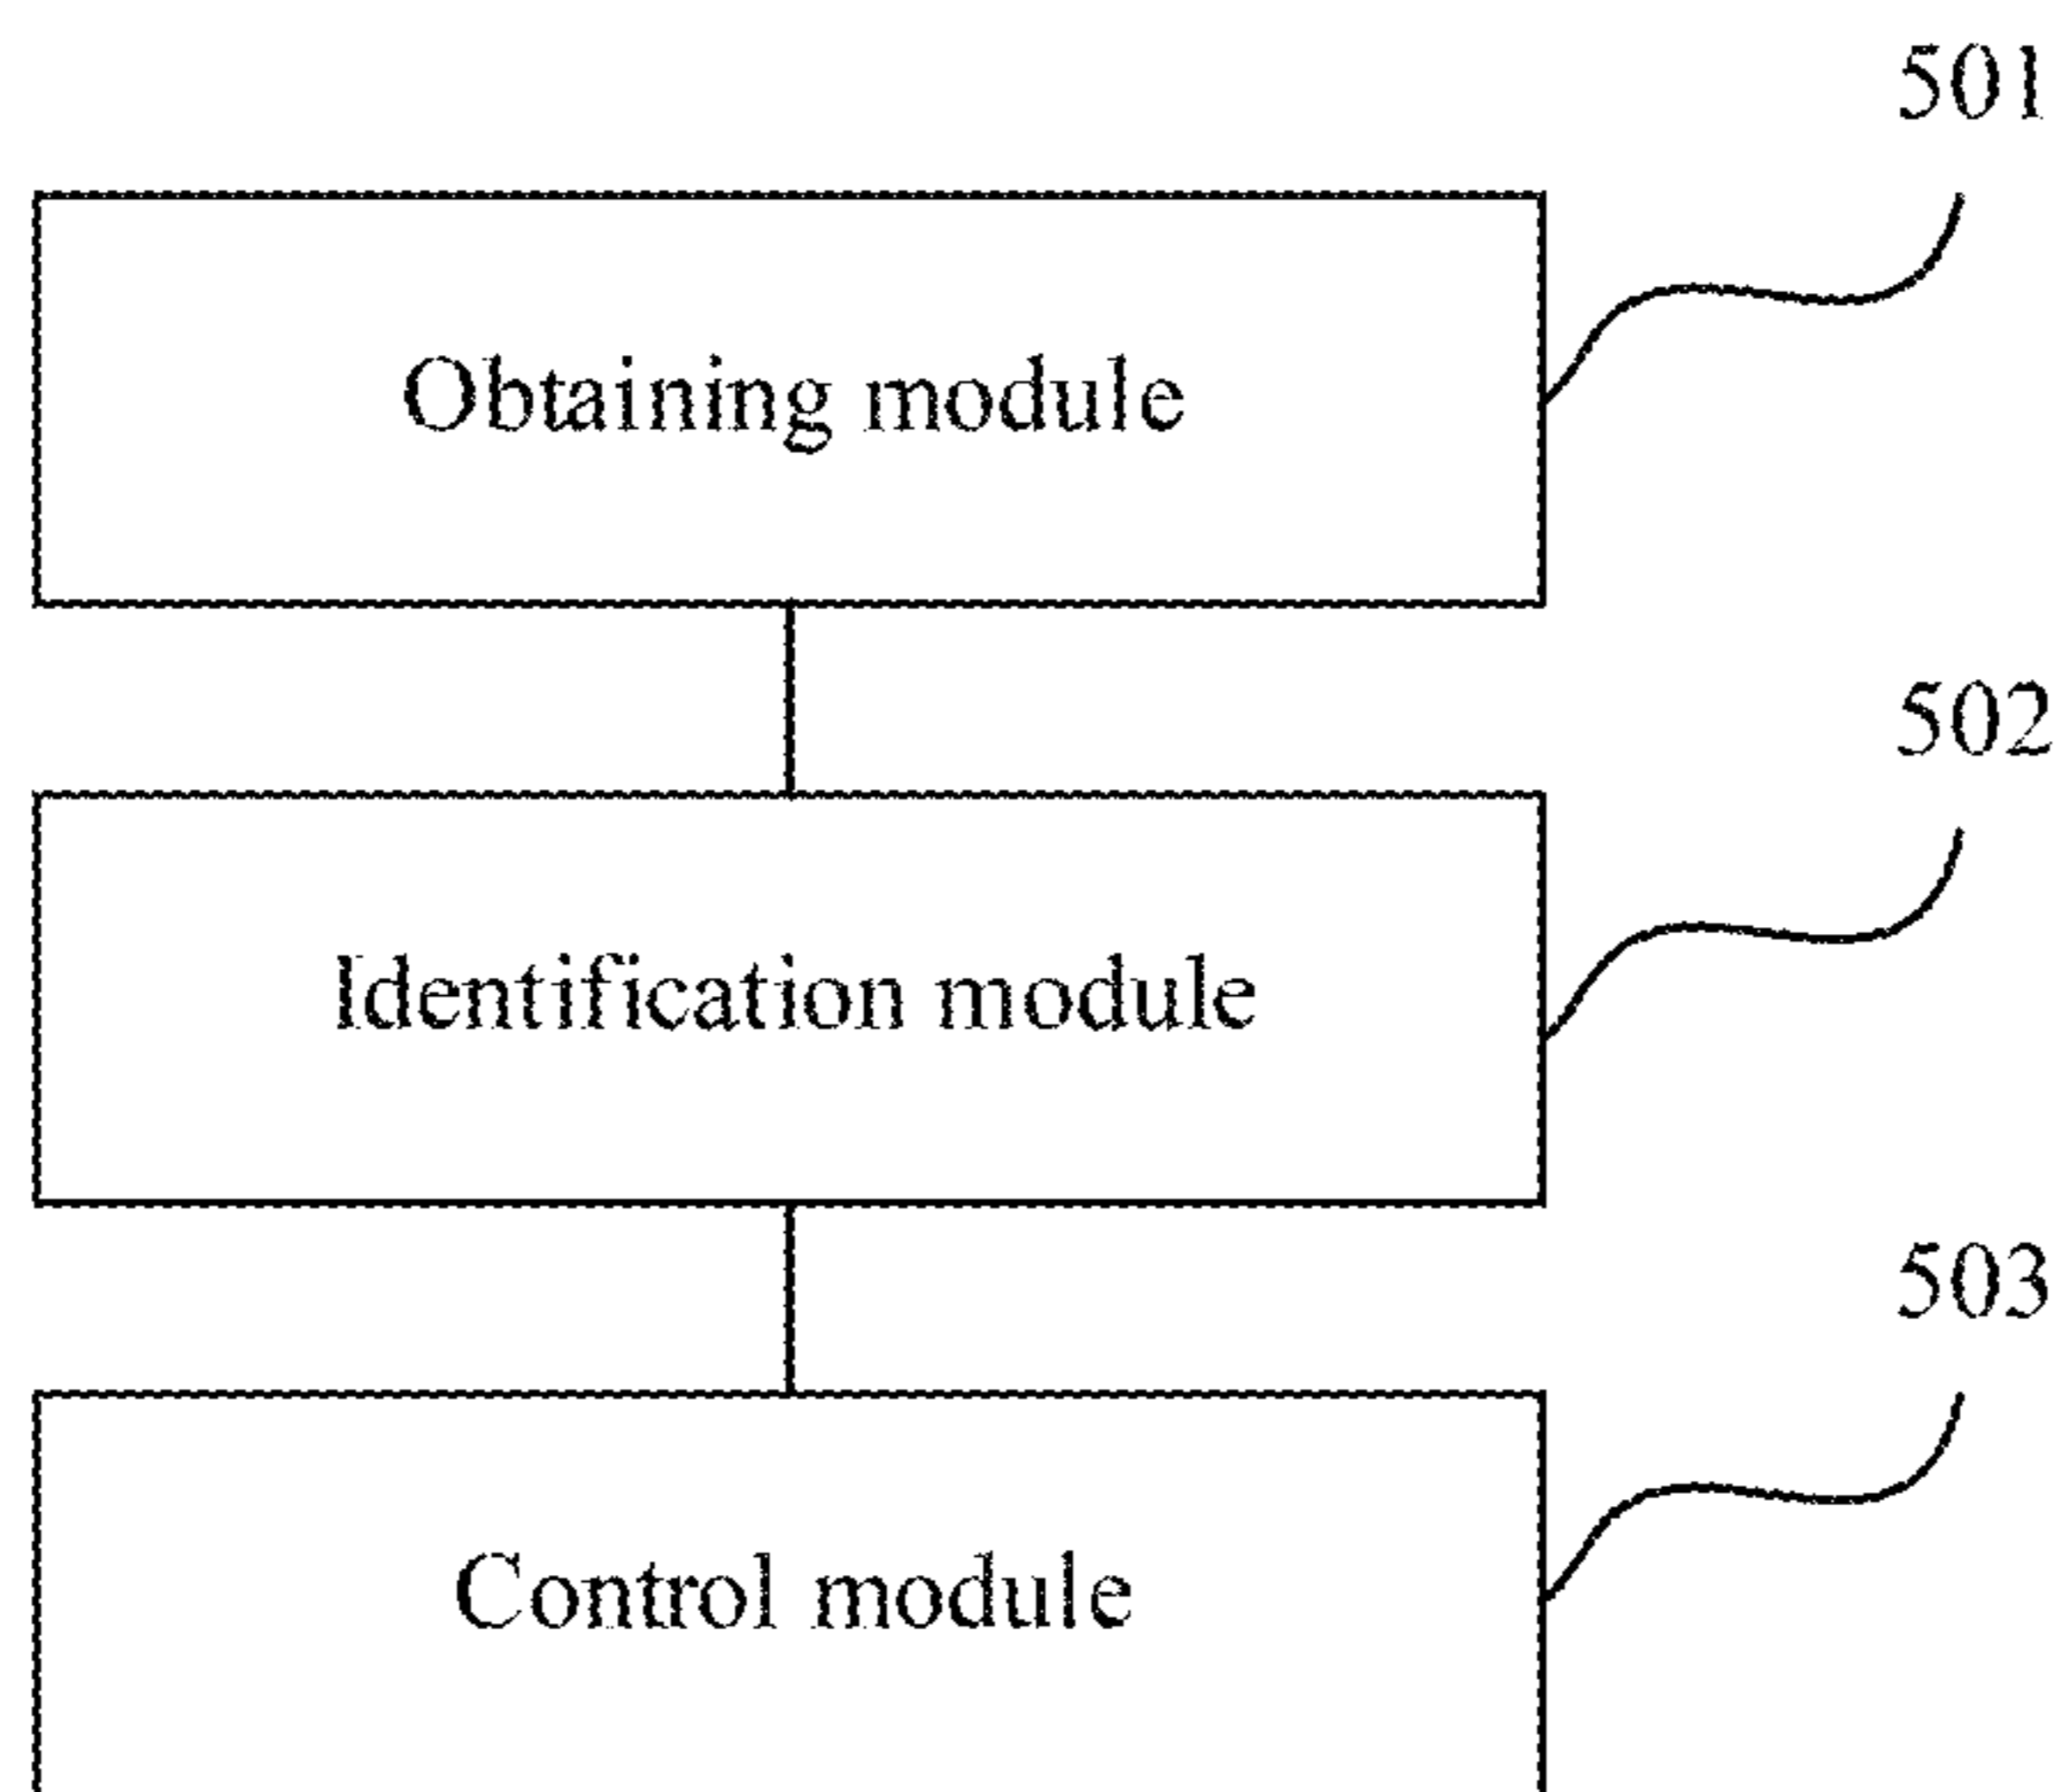 501
Obtaining module
502
Identification module
503
Control module